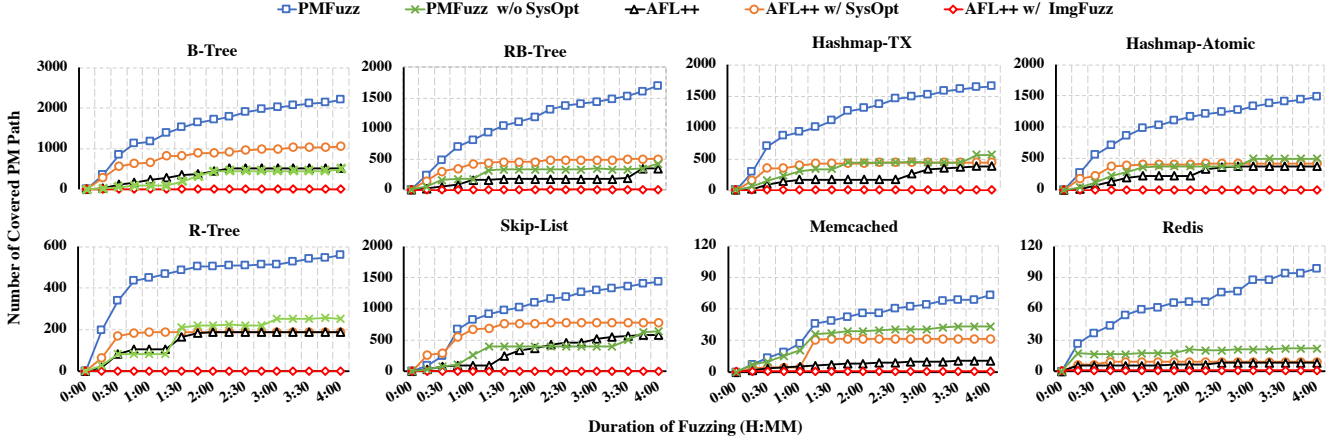 PMFuzz PMFuzz w/o SysOpt AFL++ AFL++ w/ SysOpt AFL++ w/ ImgFuzz
Number of Covered PM Path
B-Tree
3000
2000
1000
0
RB-Tree
2000
1500
1000
500
0
Hashmap-TX
2000
1500
1000
500
0
Hashmap-Atomic
2000
1500
1000
500
0
R-Tree
600
400
200
0
0:00 0:30 1:00 1:30 2:00 2:30 3:00 3:30 4:00
Skip-List
2000
1500
1000
500
0
0:00 0:30 1:00 1:30 2:00 2:30 3:00 3:30 4:00
Memcached
120
90
60
30
0
0:00 0:30 1:00 1:30 2:00 2:30 3:00 3:30 4:00
Redis
120
90
60
30
0
0:00 0:30 1:00 1:30 2:00 2:30 3:00 3:30 4:00
Duration of Fuzzing (H:MM)